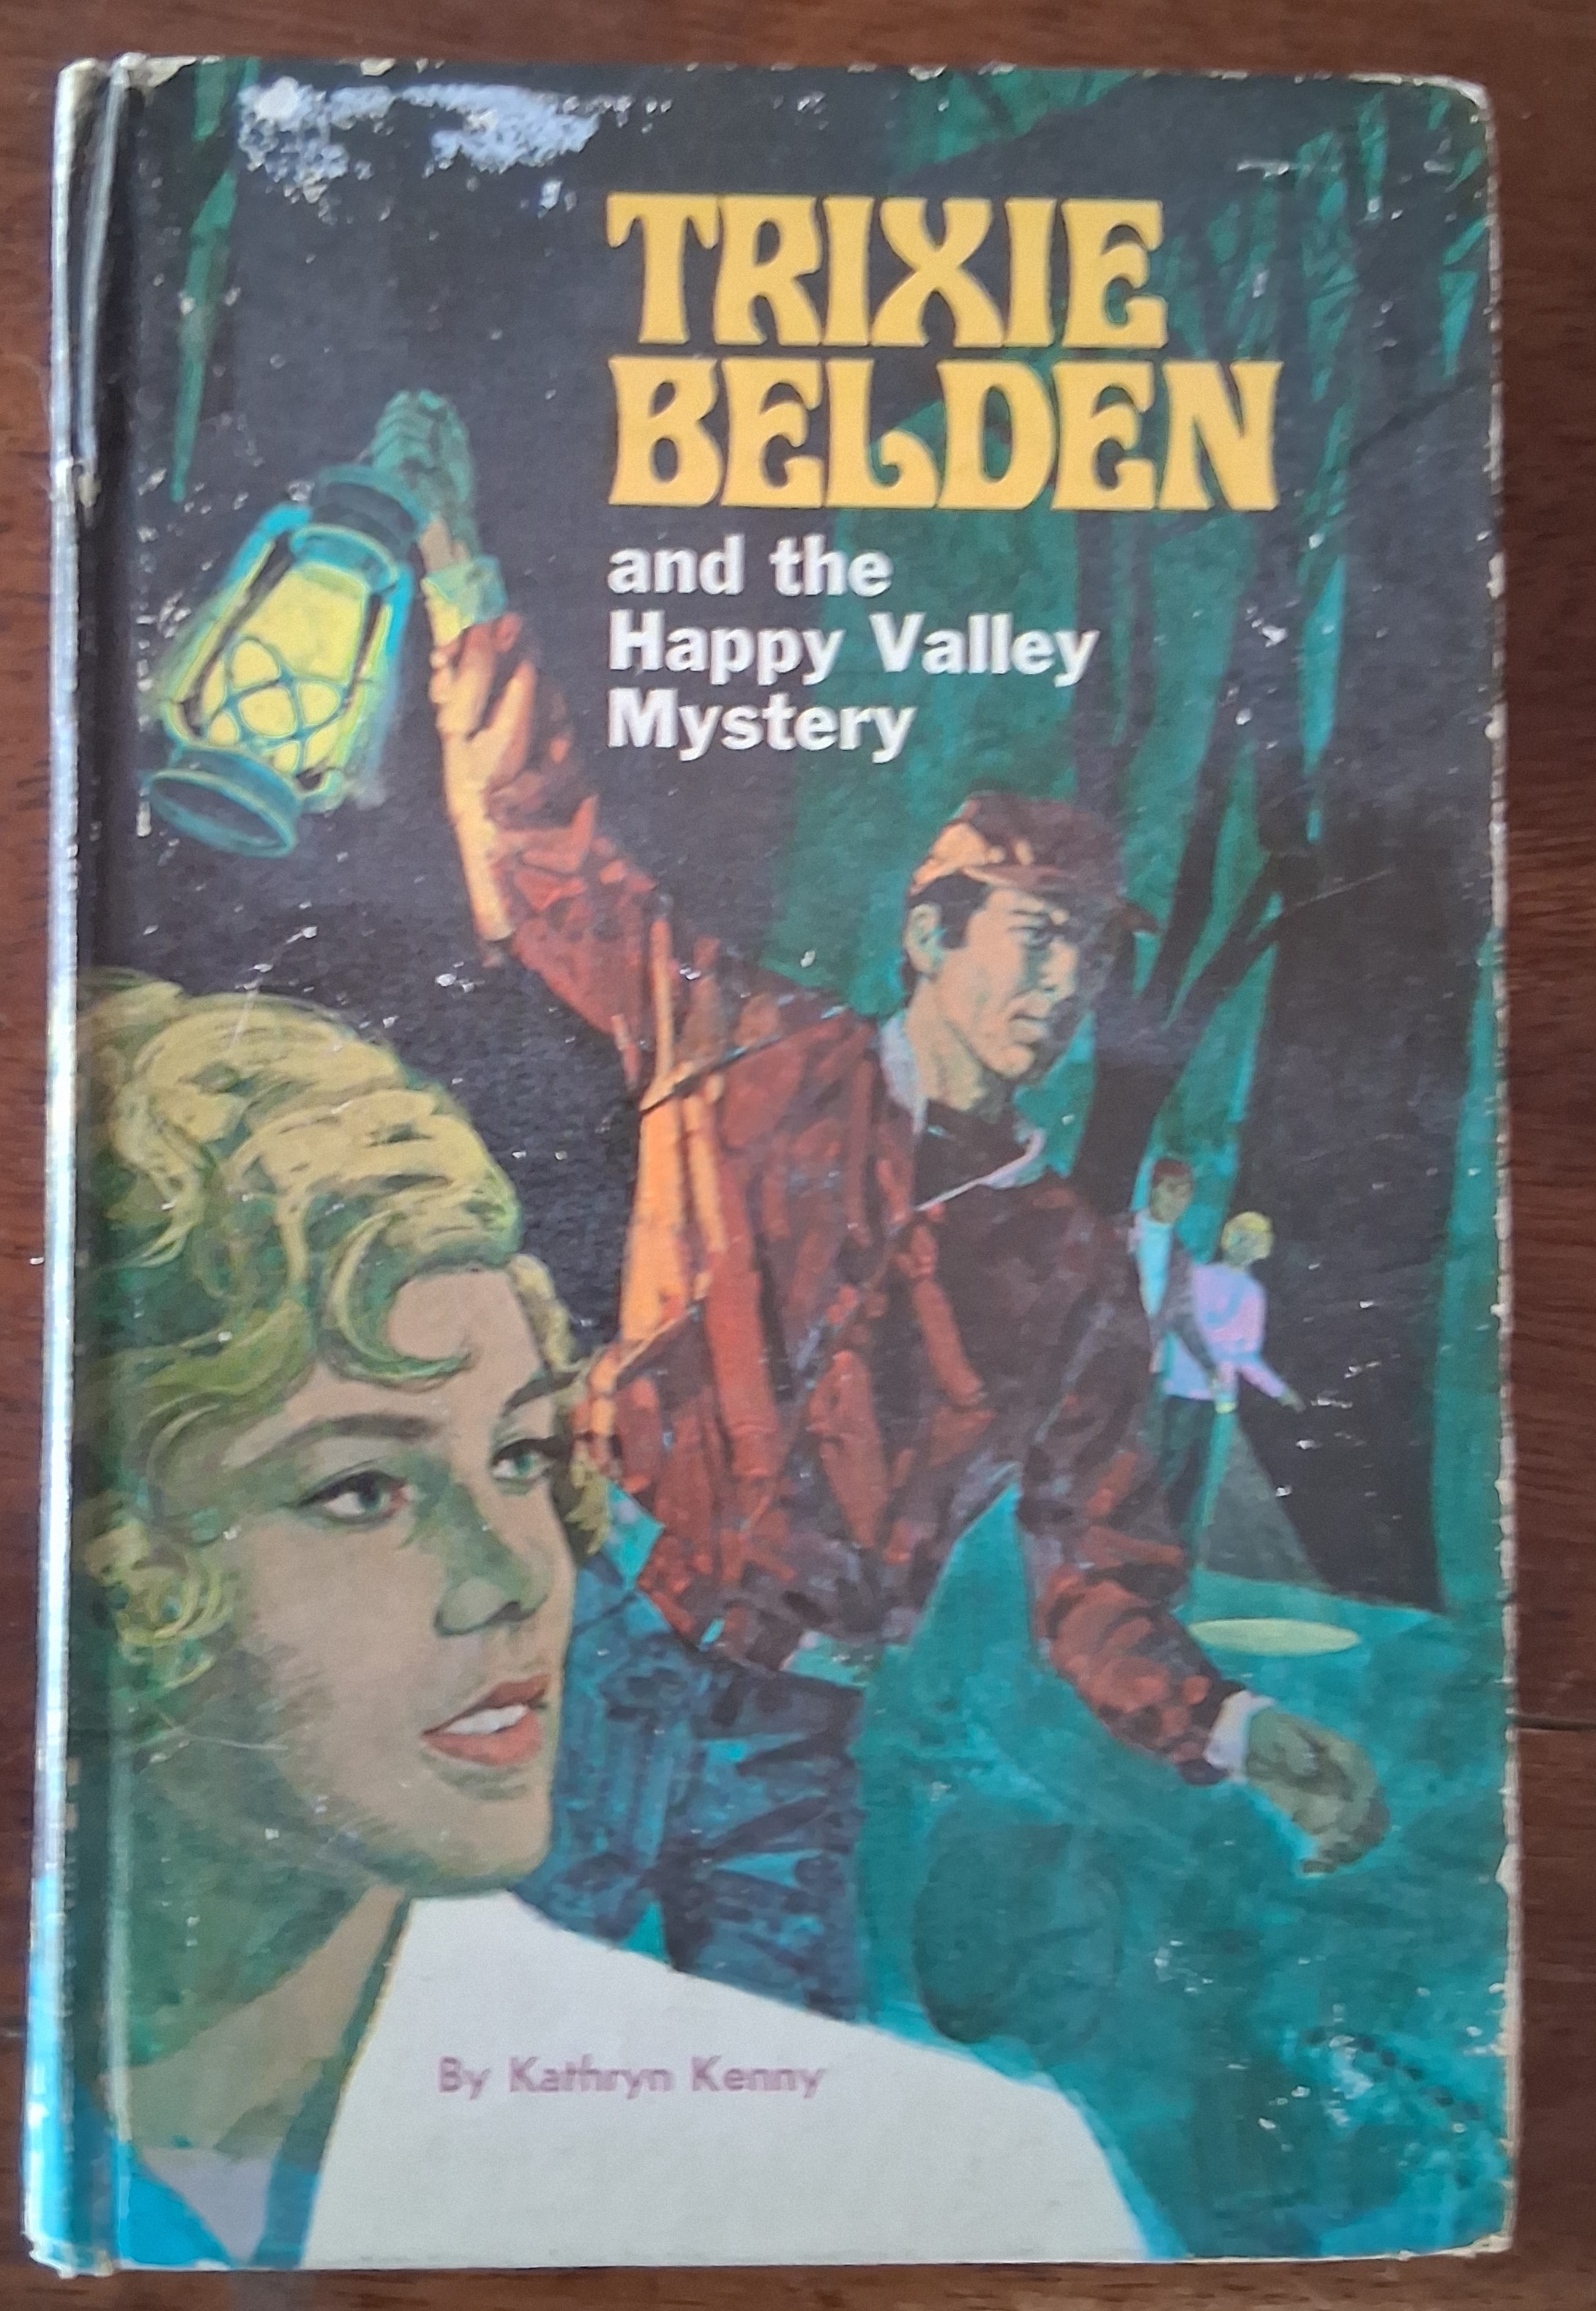 TRIXIE
BELDEN
and the
Happy Valley
Mystery
By Kathryn Kenny